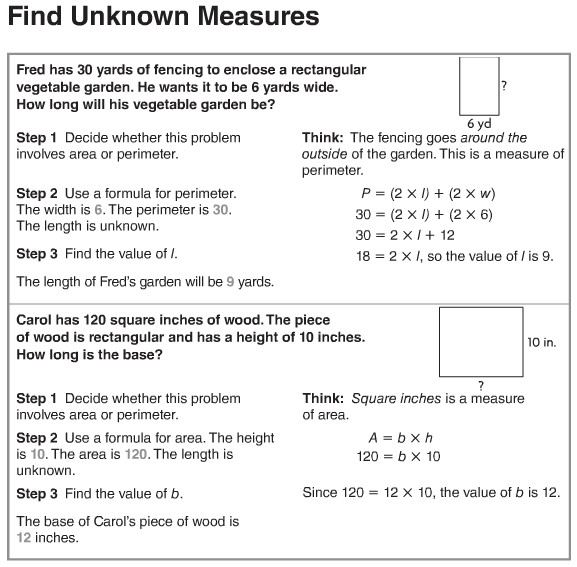 Find Unknown Measures
Fred has 30 yards of fencing to enclose a rectangular
vegetable garden. He wants it to be 6 yards wide.
How long will his vegetable garden be?
?
6 yd
Step 1 Decide whether this problem
involves area or perimeter.
Think: The fencing goes around the
outside of the garden. This is a measure of
perimeter.
Step 2 Use a formula for perimeter.
The width is 6. The perimeter is 30.
The length is unknown.
P = (2 × l) + (2 × w)
30 = (2 × l) + (2 × 6)
30 = 2 × l + 12
Step 3 Find the value of l.
18 = 2 × l, so the value of l is 9.
The length of Fred's garden will be 9 yards.
Carol has 120 square inches of wood. The piece
of wood is rectangular and has a height of 10 inches.
How long is the base?
10 in.
?
Step 1 Decide whether this problem
involves area or perimeter.
Think: Square inches is a measure
of area.
Step 2 Use a formula for area. The height
is 10. The area is 120. The length is
unknown.
A = b × h
120 = b × 10
Step 3 Find the value of b.
Since 120 = 12 × 10, the value of b is 12.
The base of Carol's piece of wood is
12 inches.